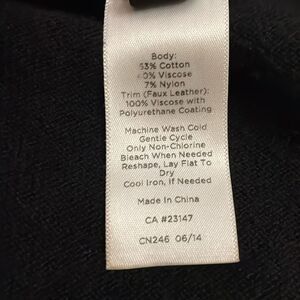 Body:
53% Cotton
40% Viscose
7% Nylon
Trim (Faux Leather):
100% Viscose with
Polyurethane Coating
Machine Wash Cold
Gentle Cycle
Only Non-Chlorine
Bleach When Needed
Reshape, Lay Flat To
Dry
Cool Iron, If Needed
Made In China
CA #23147
CN246 06/14